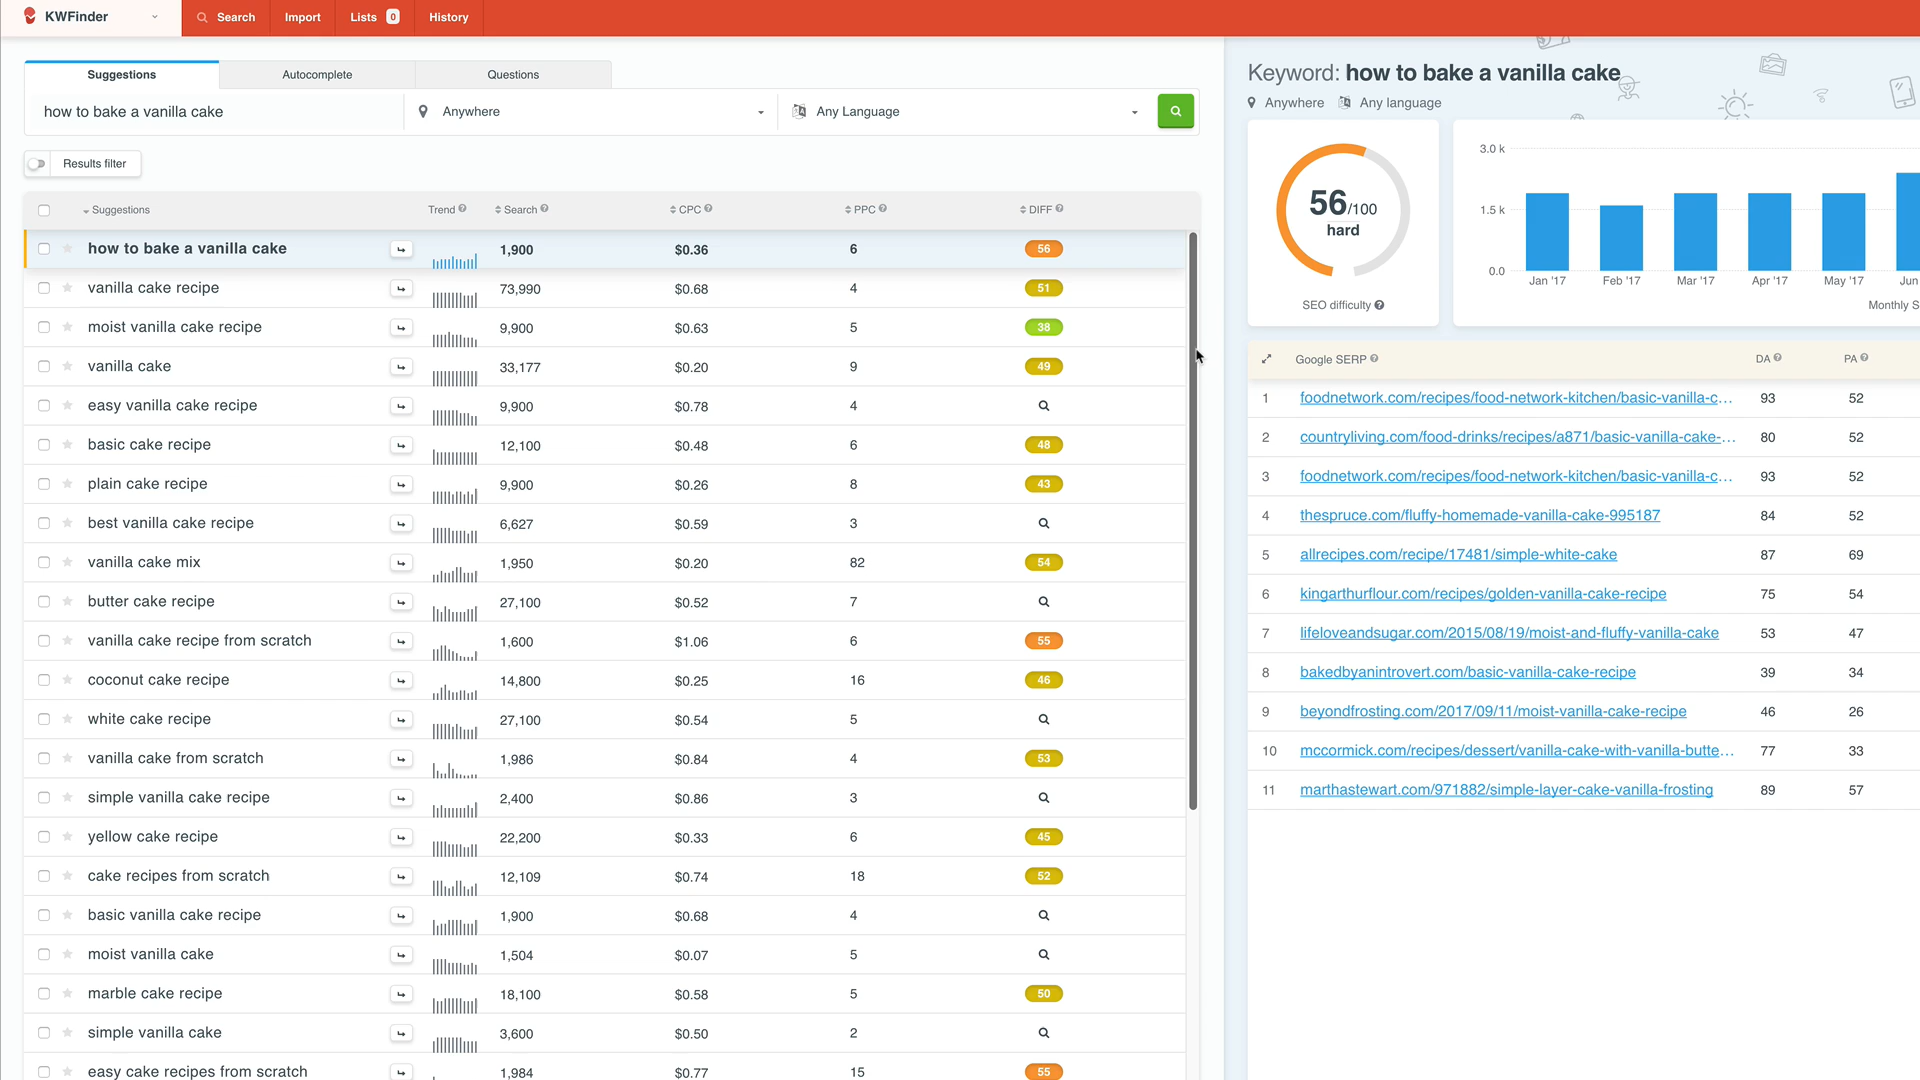 KWFinder Search Import Lists 0 History
Suggestions Autocomplete Questions
how to bake a vanilla cake Anywhere Any Language
Results filter
Suggestions Trend Search CPC PPC DIFF
how to bake a vanilla cake 1,900 $0.36 6 56
vanilla cake recipe 73,990 $0.68 4 51
moist vanilla cake recipe 9,900 $0.63 5 38
vanilla cake 33,177 $0.20 9 49
easy vanilla cake recipe 9,900 $0.78 4
basic cake recipe 12,100 $0.48 6 48
plain cake recipe 9,900 $0.26 8 43
best vanilla cake recipe 6,627 $0.59 3
vanilla cake mix 1,950 $0.20 82 54
butter cake recipe 27,100 $0.52 7
vanilla cake recipe from scratch 1,600 $1.06 6 55
coconut cake recipe 14,800 $0.25 16 46
white cake recipe 27,100 $0.54 5
vanilla cake from scratch 1,986 $0.84 4 53
simple vanilla cake recipe 2,400 $0.86 3
yellow cake recipe 22,200 $0.33 6 45
cake recipes from scratch 12,109 $0.74 18 52
basic vanilla cake recipe 1,900 $0.68 4
moist vanilla cake 1,504 $0.07 5
marble cake recipe 18,100 $0.58 5 50
simple vanilla cake 3,600 $0.50 2
easy cake recipes from scratch 1,984 $0.77 15 55
Keyword: how to bake a vanilla cake
Anywhere Any language
56/100
hard
SEO difficulty
3.0 k
1.5 k
0.0
Jan '17 Feb '17 Mar '17 Apr '17 May '17 Jun
Monthly S
Google SERP DA PA
1 foodnetwork.com/recipes/food-network-kitchen/basic-vanilla-c... 93 52
2 countryliving.com/food-drinks/recipes/a871/basic-vanilla-cake-... 80 52
3 foodnetwork.com/recipes/food-network-kitchen/basic-vanilla-c... 93 52
4 thespruce.com/fluffy-homemade-vanilla-cake-995187 84 52
5 allrecipes.com/recipe/17481/simple-white-cake 87 69
6 kingarthurflour.com/recipes/golden-vanilla-cake-recipe 75 54
7 lifeloveandsugar.com/2015/08/19/moist-and-fluffy-vanilla-cake 53 47
8 bakedbyanintrovert.com/basic-vanilla-cake-recipe 39 34
9 beyondfrosting.com/2017/09/11/moist-vanilla-cake-recipe 46 26
10 mccormick.com/recipes/dessert/vanilla-cake-with-vanilla-butte... 77 33
11 marthastewart.com/971882/simple-layer-cake-vanilla-frosting 89 57